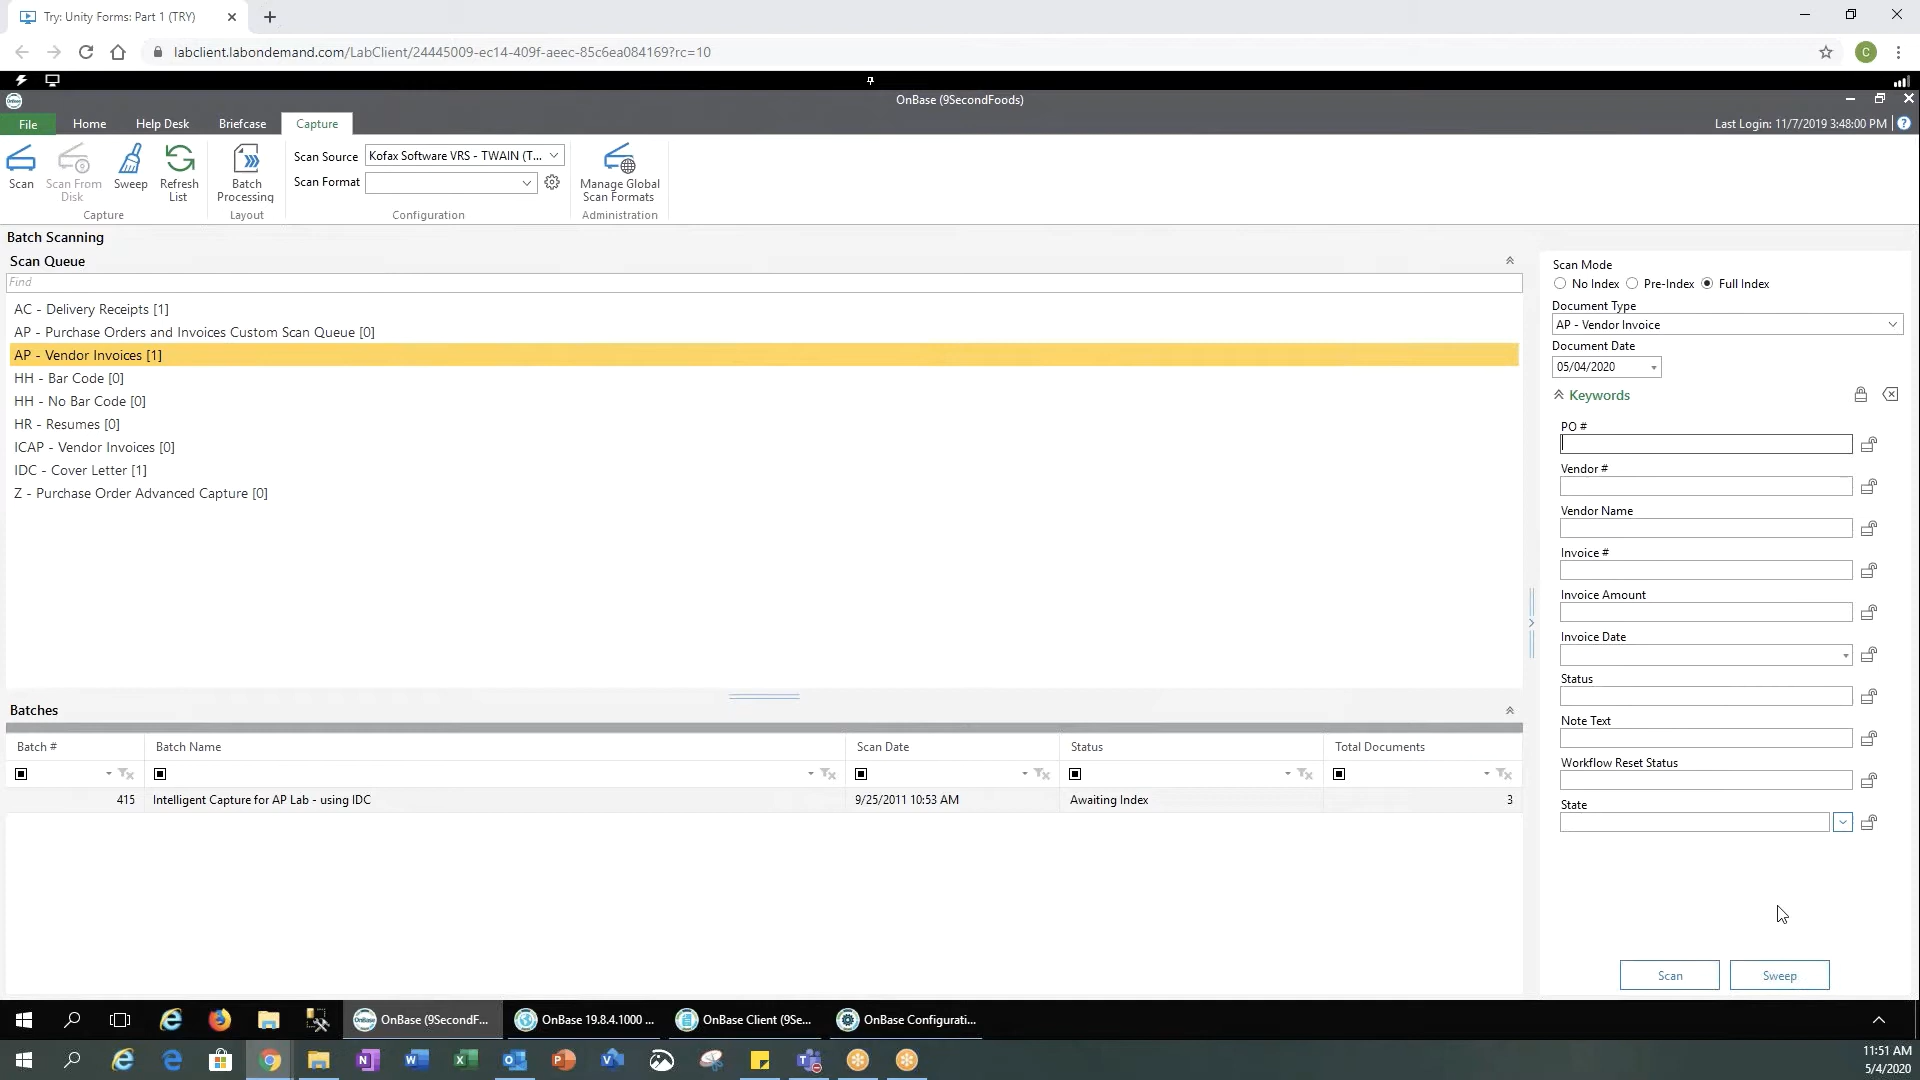 Try: Unity Forms: Part 1 (TRY)
labclient.labondemand.com/LabClient/24445009-ec14-409f-aeec-85c6ea084169?rc=10
C
OnBase (9SecondFoods)
File Home Help Desk Briefcase Capture
Last Login: 11/7/2019 3:48:00 PM
Scan
Scan From Disk
Sweep
Refresh List
Capture
Batch Processing
Layout
Scan Source Kofax Software VRS - TWAIN (T...
Scan Format
Configuration
Manage Global Scan Formats
Administration
Batch Scanning
Scan Queue
Find
AC - Delivery Receipts [1]
AP - Purchase Orders and Invoices Custom Scan Queue [0]
AP - Vendor Invoices [1]
HH - Bar Code [0]
HH - No Bar Code [0]
HR - Resumes [0]
ICAP - Vendor Invoices [0]
IDC - Cover Letter [1]
Z - Purchase Order Advanced Capture [0]
Batches
Batch # Batch Name Scan Date Status Total Documents
415 Intelligent Capture for AP Lab - using IDC 9/25/2011 10:53 AM Awaiting Index 3
Scan Mode
No Index Pre-Index Full Index
Document Type
AP - Vendor Invoice
Document Date
05/04/2020
Keywords
PO #
Vendor #
Vendor Name
Invoice #
Invoice Amount
Invoice Date
Status
Note Text
Workflow Reset Status
State
Scan Sweep
OnBase (9SecondF... OnBase 19.8.4.1000 ... OnBase Client (9Se... OnBase Configurati...
11:51 AM
5/4/2020